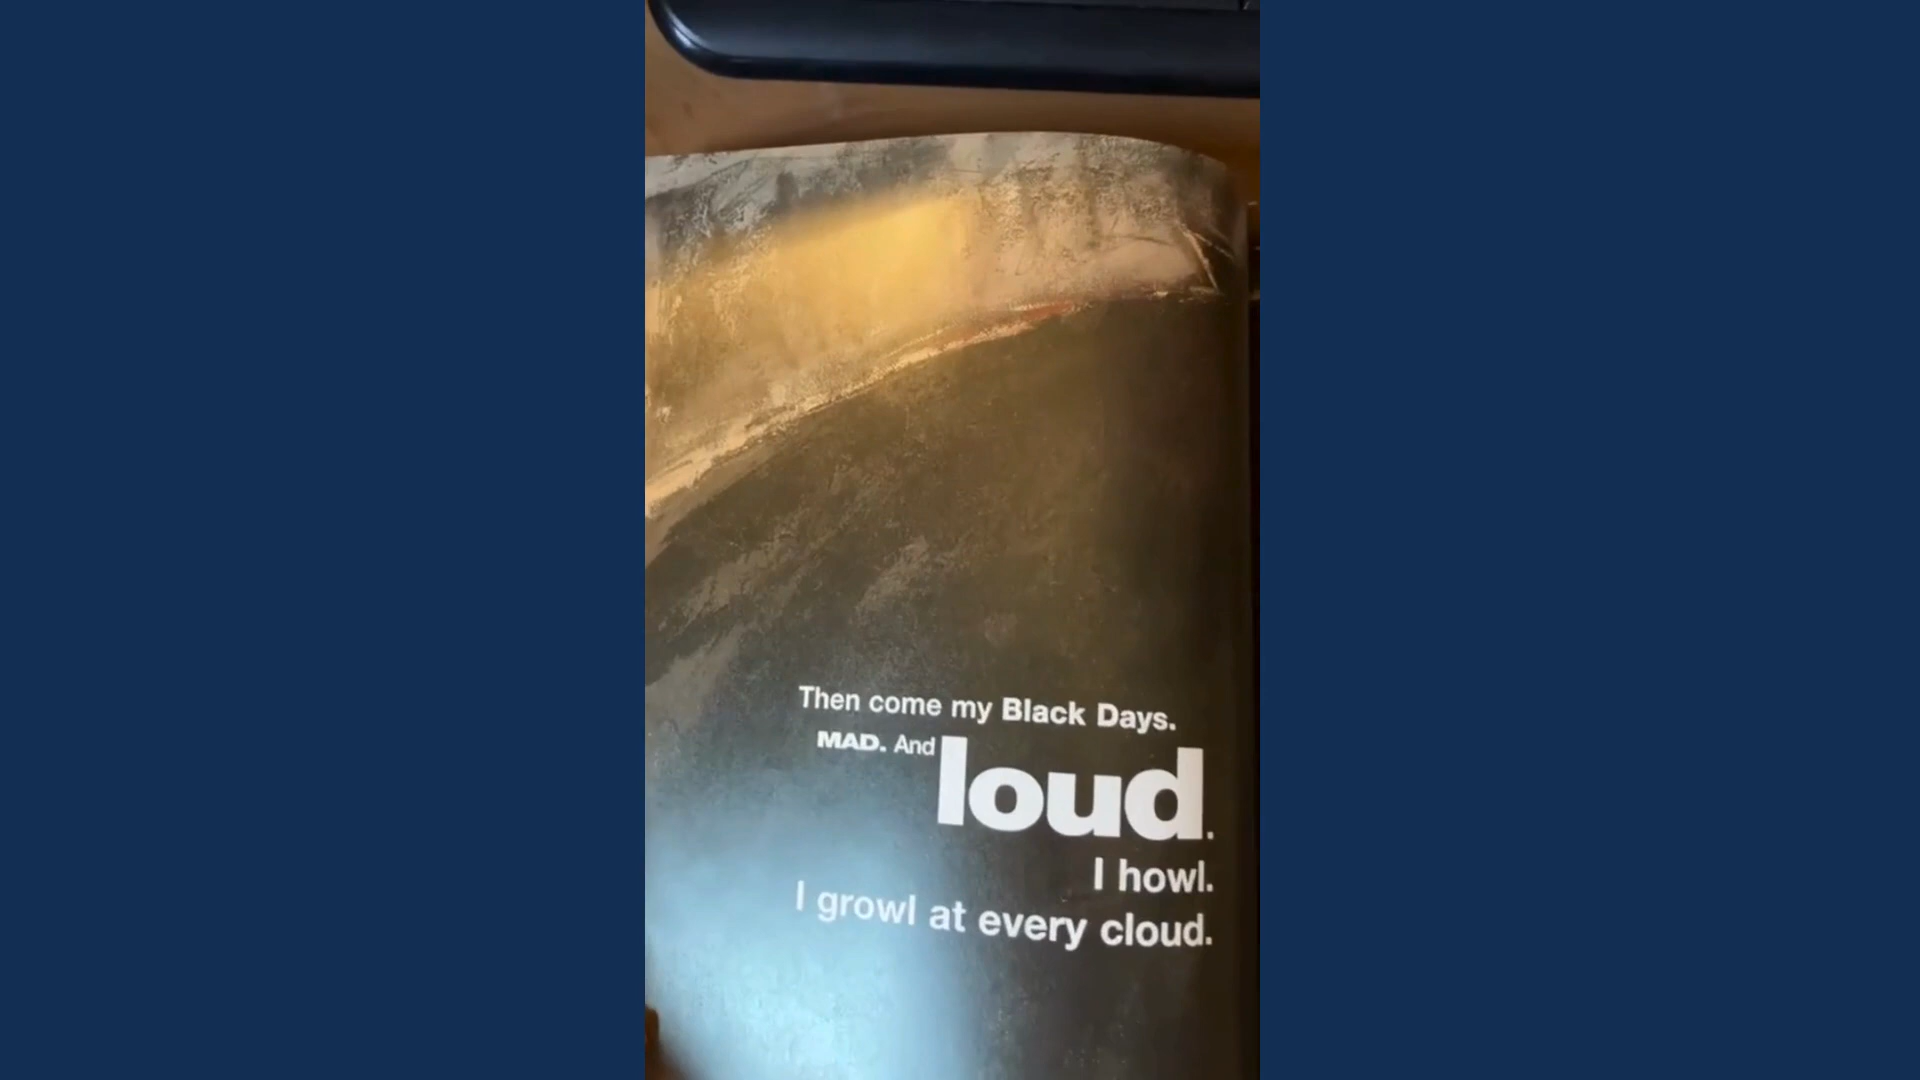 Then come my Black Days.
MAD. And loud.
I howl.
I growl at every cloud.